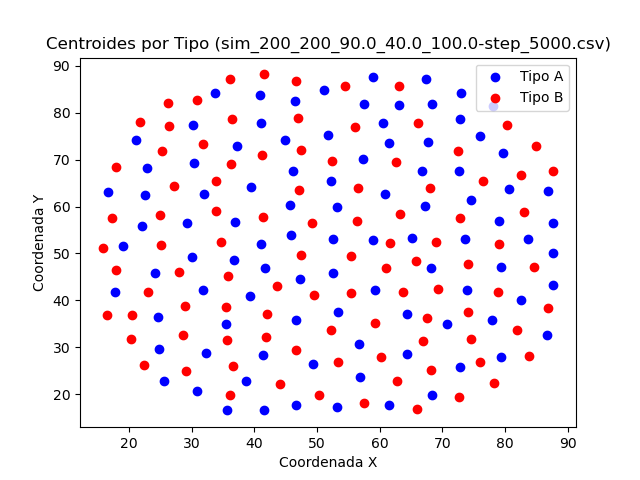 Centroides por Tipo (sim_200_200_90.0_40.0_100.0-step_5000.csv)
90
80
70
60
50
40
30
20
Coordenada Y
Tipo A
Tipo B
20 30 40 50 60 70 80 90
Coordenada X